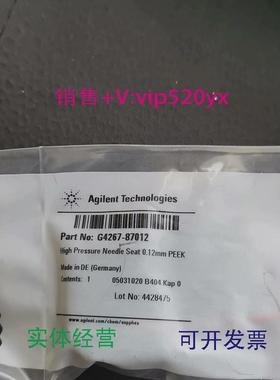 销售+V:vip520yx
Agilent Technologies
Part No: G4267-87012
High Pressure Needle Seat 0.12mm PEEK
Made in DE (Germany)
Contents: 1 05031020 B404 Kap 0
Lot No: 4428475
www.agilent.com/chem/supplies
实体经营 可开发票